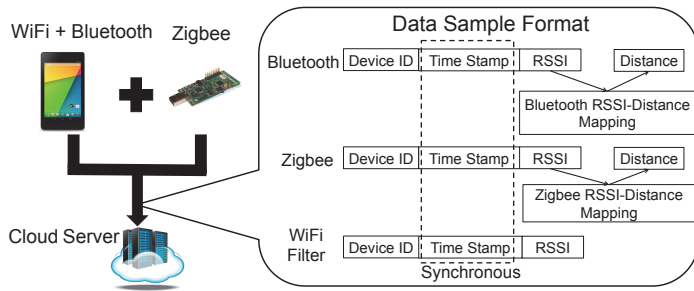 WiFi + Bluetooth
Zigbee
Cloud Server
Data Sample Format
Bluetooth
Device ID
Time Stamp
RSSI
Distance
Bluetooth RSSI-Distance
Mapping
Zigbee
Device ID
Time Stamp
RSSI
Distance
Zigbee RSSI-Distance
Mapping
WiFi
Filter
Device ID
Time Stamp
RSSI
Synchronous